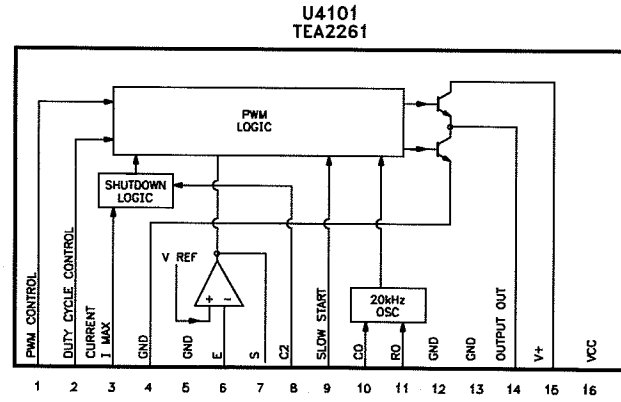 U4101
TEA2261
PWM
LOGIC
SHUTDOWN
LOGIC
V REF
+ -
20kHz
OSC
PWM CONTROL
DUTY CYCLE CONTROL
CURRENT
I MAX
GND
GND
E
S
C2
SLOW START
CO
RO
GND
GND
OUTPUT OUT
V+
VCC
1 2 3 4 5 6 7 8 9 10 11 12 13 14 15 16